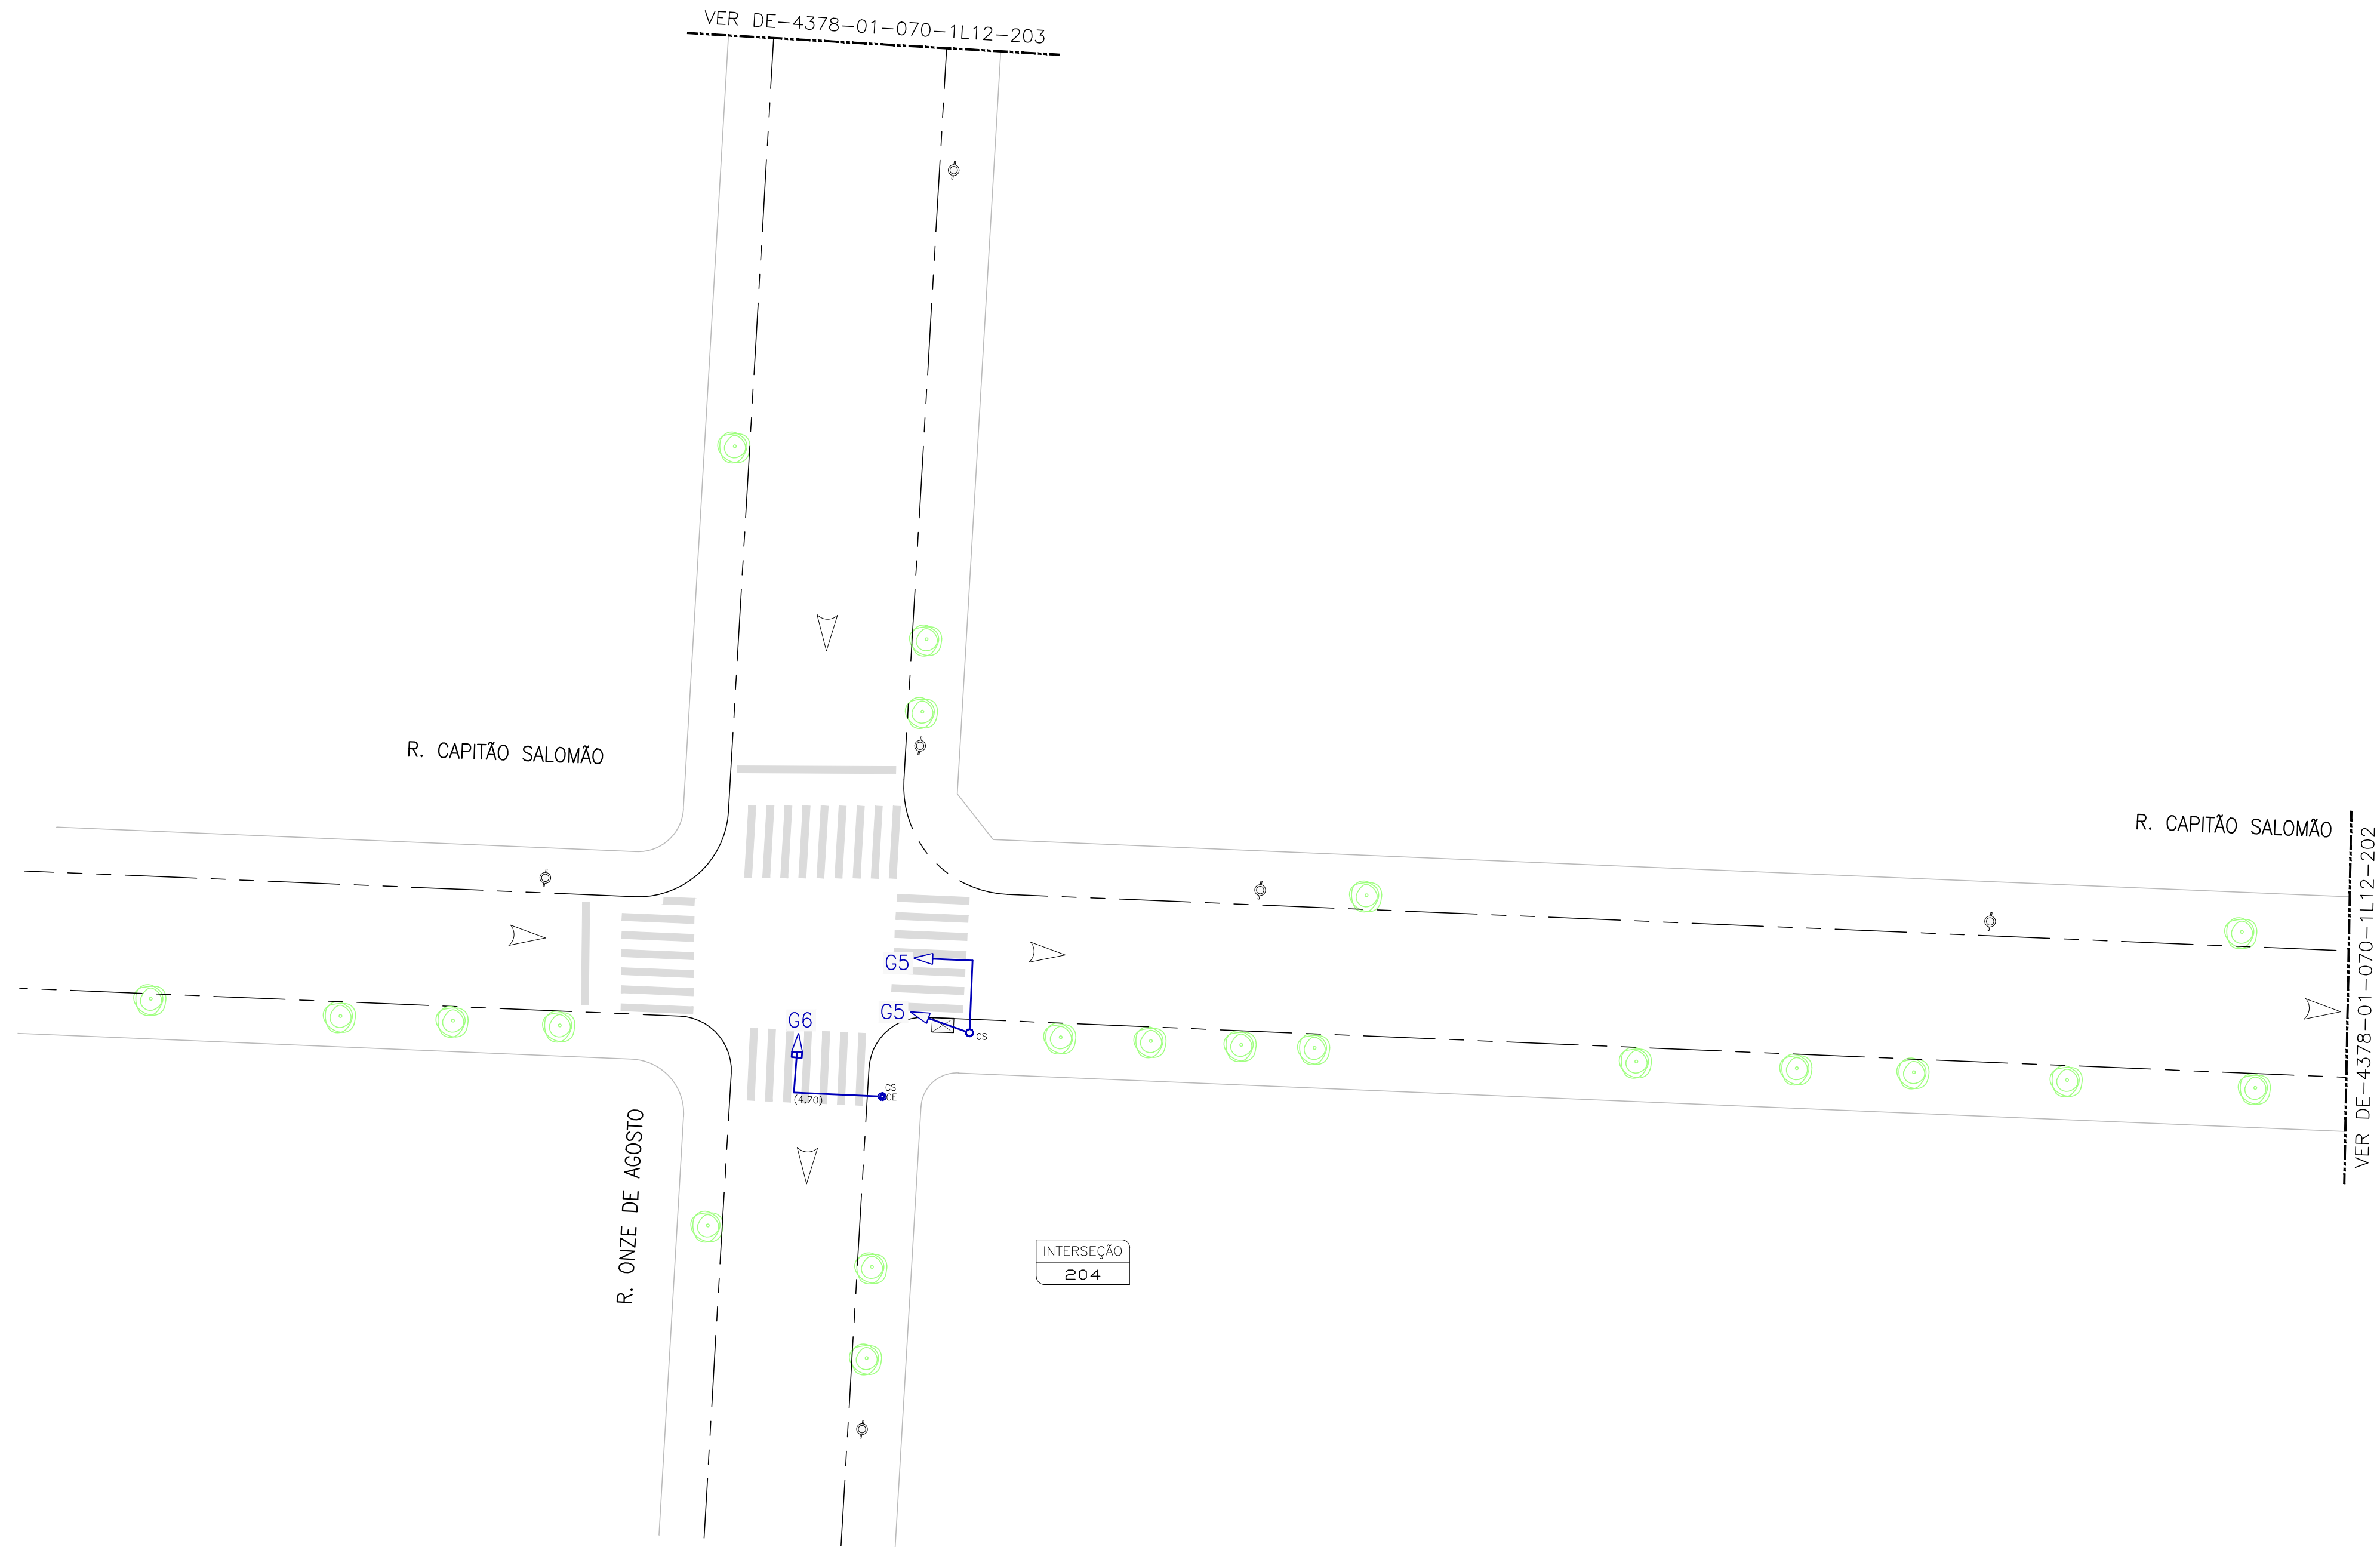 VER DE-4378-01-070-1L12-203
R. CAPITÃO SALOMÃO
R. CAPITÃO SALOMÃO
VER DE-4378-01-070-1L12-202
G5
G5
CS
G6
CS
CE
(4,70)
R. ONZE DE AGOSTO
INTERSEÇÃO
204